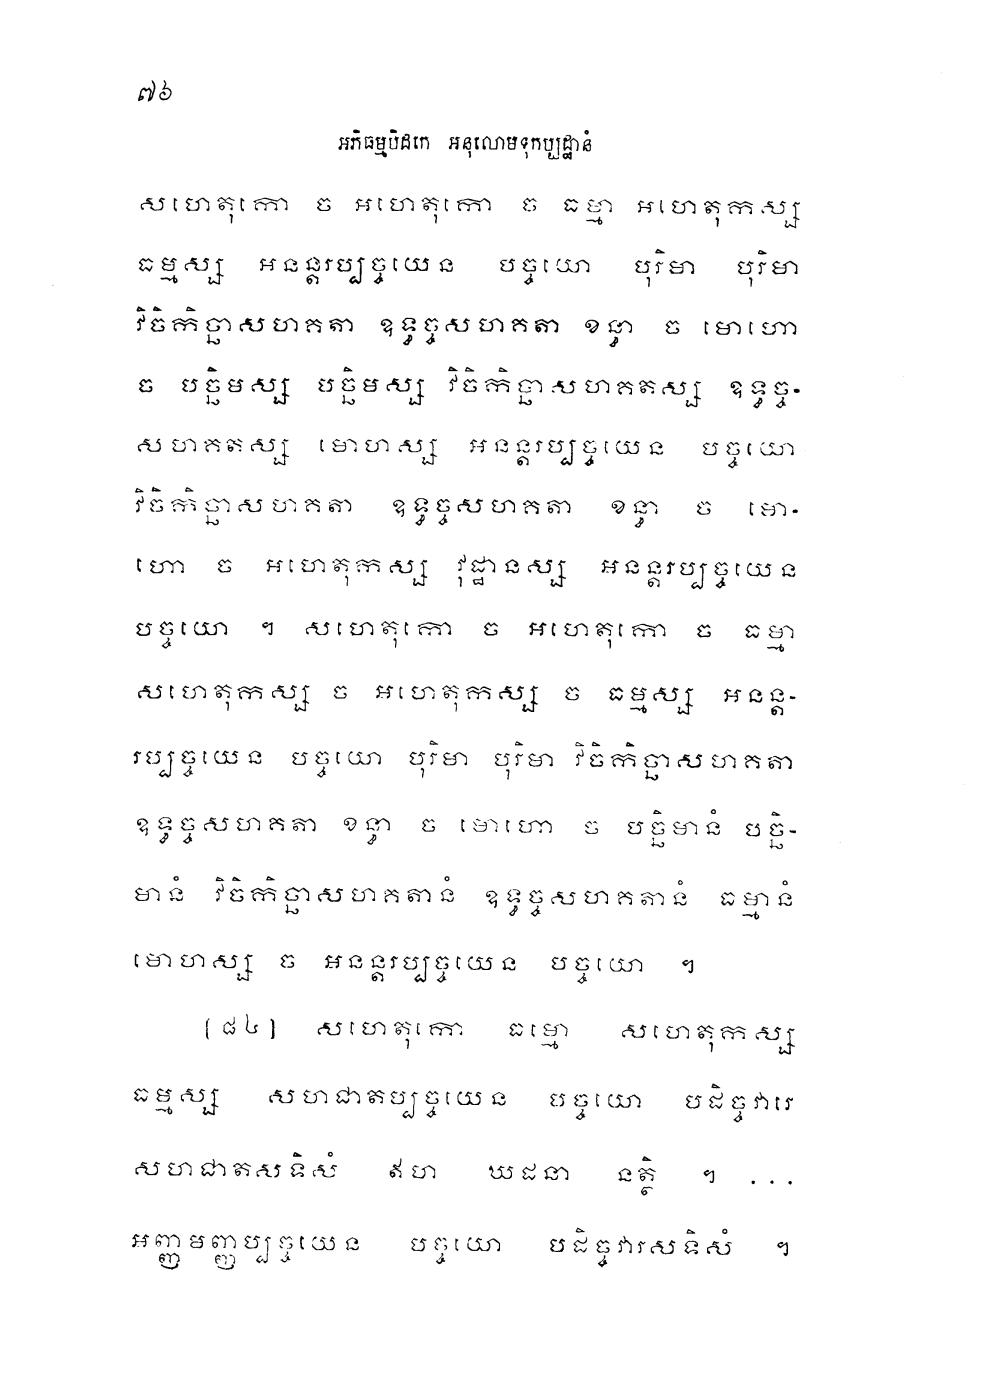 ៧៦
អភិធម្មបិដកេ អនុលោមទុកប្បដ្ឋានំ
សហេតុកោ ច អហេតុកោ ច ធម្មា អហេតុកស្ស
ធម្មស្ស អនន្តរប្បច្ចយេន បច្ចយោ បុរិមា បុរិមា
វិចិកិច្ឆាសហគតា ឧទ្ធច្ចសហគតា ខន្ធា ច មោហោ
ច បច្ឆិមស្ស បច្ឆិមស្ស វិចិកិច្ឆាសហគតស្ស ឧទ្ធច្ច-
សហគតស្ស មោហស្ស អនន្តរប្បច្ចយេន បច្ចយោ
វិចិកិច្ឆាសហគតា ឧទ្ធច្ចសហគតា ខន្ធា ច មោ-
ហោ ច អហេតុកស្ស វុដ្ឋានស្ស អនន្តរប្បច្ចយេន
បច្ចយោ ។ សហេតុកោ ច អហេតុកោ ច ធម្មា
សហេតុកស្ស ច អហេតុកស្ស ច ធម្មស្ស អនន្ត-
រប្បច្ចយេន បច្ចយោ បុរិមា បុរិមា វិចិកិច្ឆាសហគតា
ឧទ្ធច្ចសហគតា ខន្ធា ច មោហោ ច បច្ឆិមានំ បច្ឆិ-
មានំ វិចិកិច្ឆាសហគតានំ ឧទ្ធច្ចសហគតានំ ធម្មានំ
មោហស្ស ច អនន្តរប្បច្ចយេន បច្ចយោ ។
[៨៤] សហេតុកោ ធម្មោ សហេតុកស្ស
ធម្មស្ស សហជាតប្បច្ចយេន បច្ចយោ បដិច្ចវារេ
សហជាតសទិសំ ឥហ ឃដនា នត្ថិ ។ ...
អញ្ញមញ្ញប្បច្ចយេន បច្ចយោ បដិច្ចវារសទិសំ ។